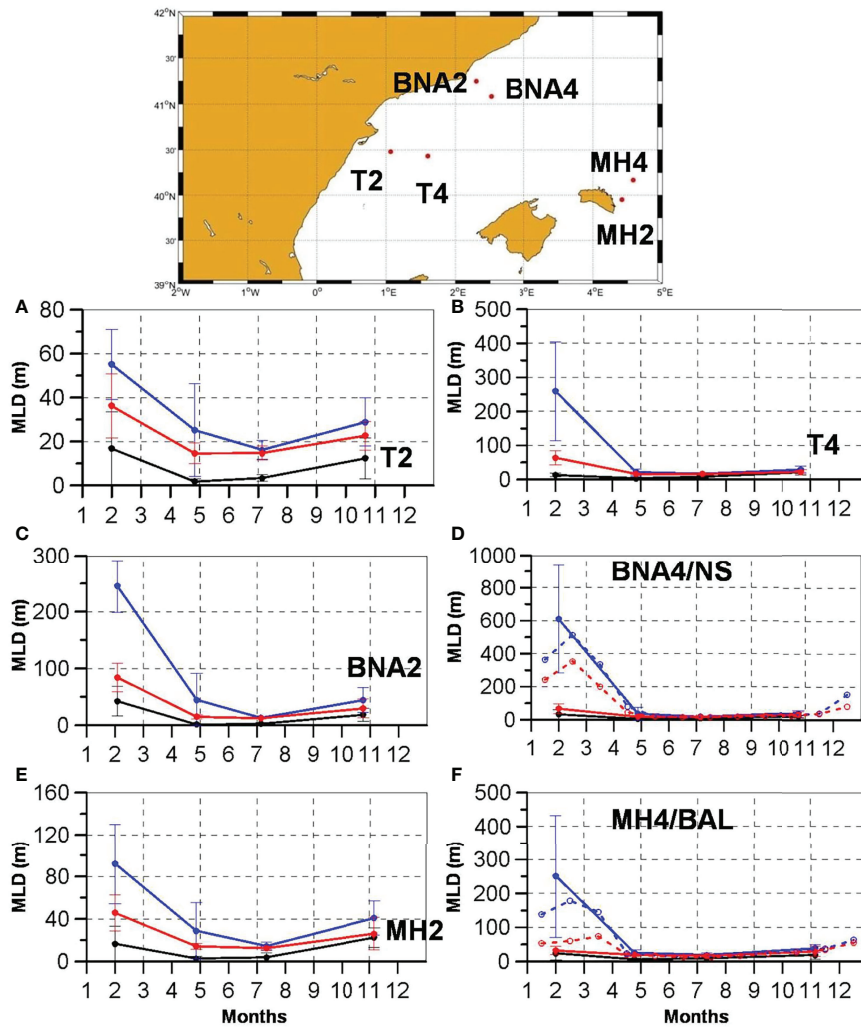 42°N
30'
41°N
30'
40°N
30'
39°N
2°W
1°W
0°
1°E
2°E
3°E
4°E
5°E
BNA2
BNA4
T2
T4
MH4
MH2
A
MLD (m)
80
60
40
20
0
1 2 3 4 5 6 7 8 9 10 11 12
T2
B
MLD (m)
500
400
300
200
100
0
1 2 3 4 5 6 7 8 9 10 11 12
T4
C
MLD (m)
300
200
100
0
1 2 3 4 5 6 7 8 9 10 11 12
BNA2
D
MLD (m)
1000
800
600
400
200
0
1 2 3 4 5 6 7 8 9 10 11 12
BNA4/NS
E
MLD (m)
160
120
80
40
0
1 2 3 4 5 6 7 8 9 10 11 12
MH2
Months
F
MLD (m)
500
400
300
200
100
0
1 2 3 4 5 6 7 8 9 10 11 12
MH4/BAL
Months